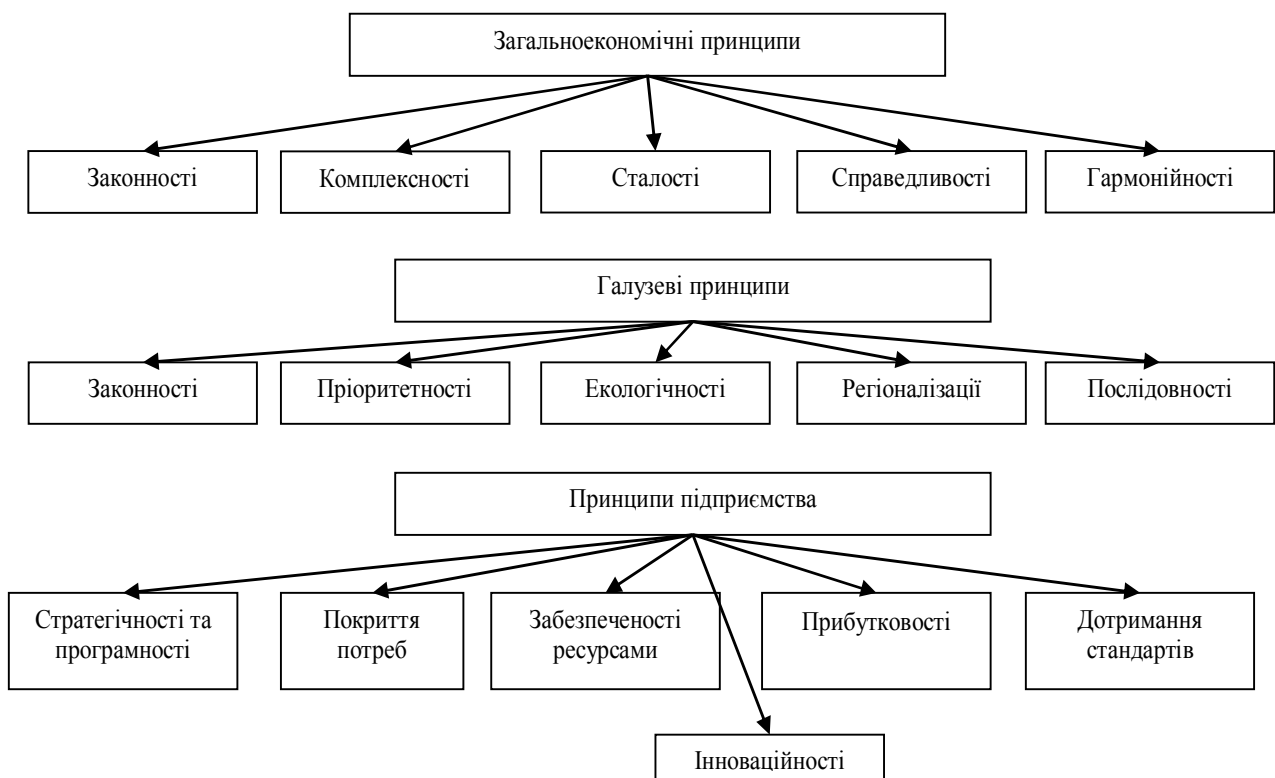 Загальноекономічні принципи
Законності
Комплексності
Сталості
Справедливості
Гармонійності
Галузеві принципи
Законності
Пріоритетності
Екологічності
Регіоналізації
Послідовності
Принципи підприємства
Стратегічності та
програмності
Покриття
потреб
Забезпеченості
ресурсами
Прибутковості
Дотримання
стандартів
Інноваційності